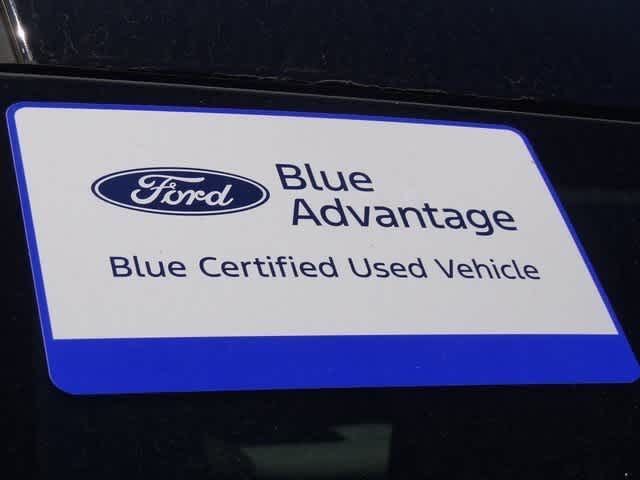 Ford
Blue
Advantage
Blue Certified Used Vehicle